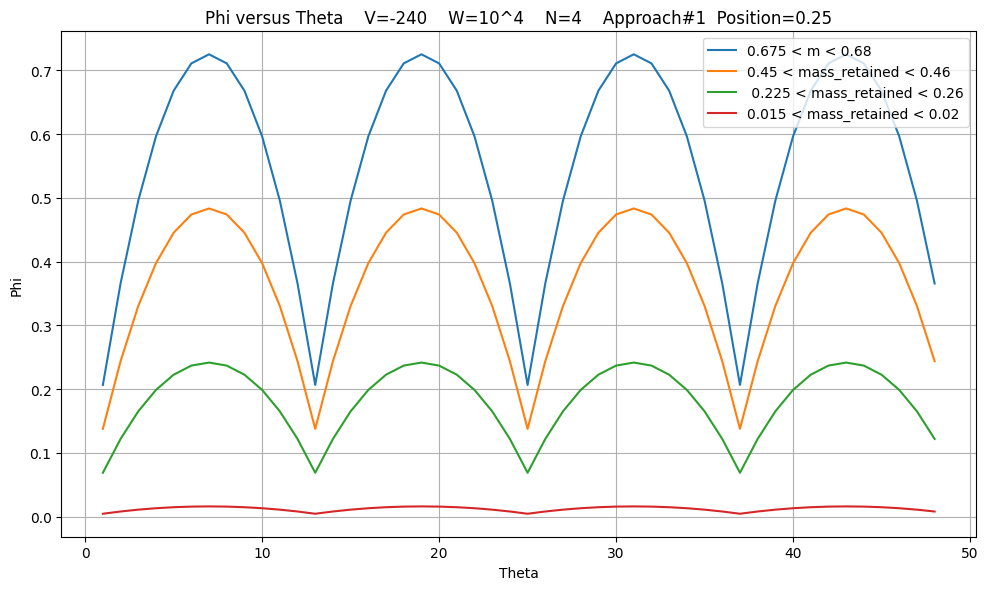 Phi versus Theta    V=-240    W=10^4    N=4    Approach#1  Position=0.25
0.675 < m < 0.68
0.45 < mass_retained < 0.46
0.225 < mass_retained < 0.26
0.015 < mass_retained < 0.02
Phi
0.7
0.6
0.5
0.4
0.3
0.2
0.1
0.0
0
10
20
30
40
50
Theta